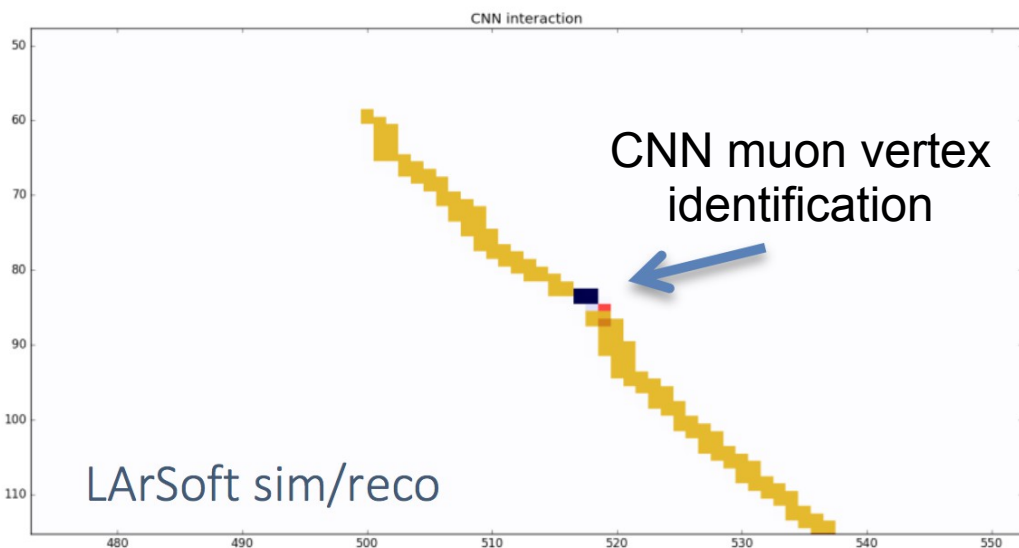 CNN interaction
50
60
70
80
90
100
110
CNN muon vertex
identification
LArSoft sim/reco
480 490 500 510 520 530 540 550